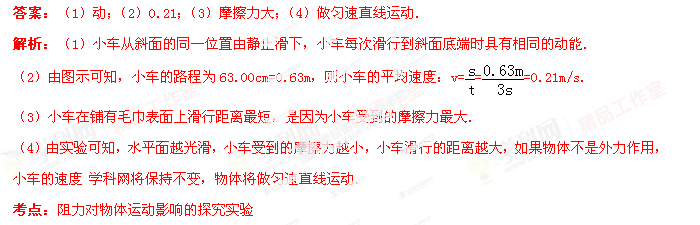 答案：（1）动；（2）0.21；（3）摩擦力大；（4）做匀速直线运动．
解析：（1）小车从斜面的同一位置由静止滑下，小车每次滑行到斜面底端时具有相同的动能．
（2）由图示可知，小车的路程为63.00cm=0.63m，则小车的平均速度：v=s/t=0.63m/3s=0.21m/s．
（3）小车在铺有毛巾表面上滑行距离最短，是因为小车受到的摩擦力最大．
（4）由实验可知，水平面越光滑，小车受到的摩擦力越小，小车滑行的距离越大，如果物体不是外力作用，
小车的速度 学科网将保持不变，物体将做匀速直线运动．
考点：阻力对物体运动影响的探究实验
学科网
精品工作室